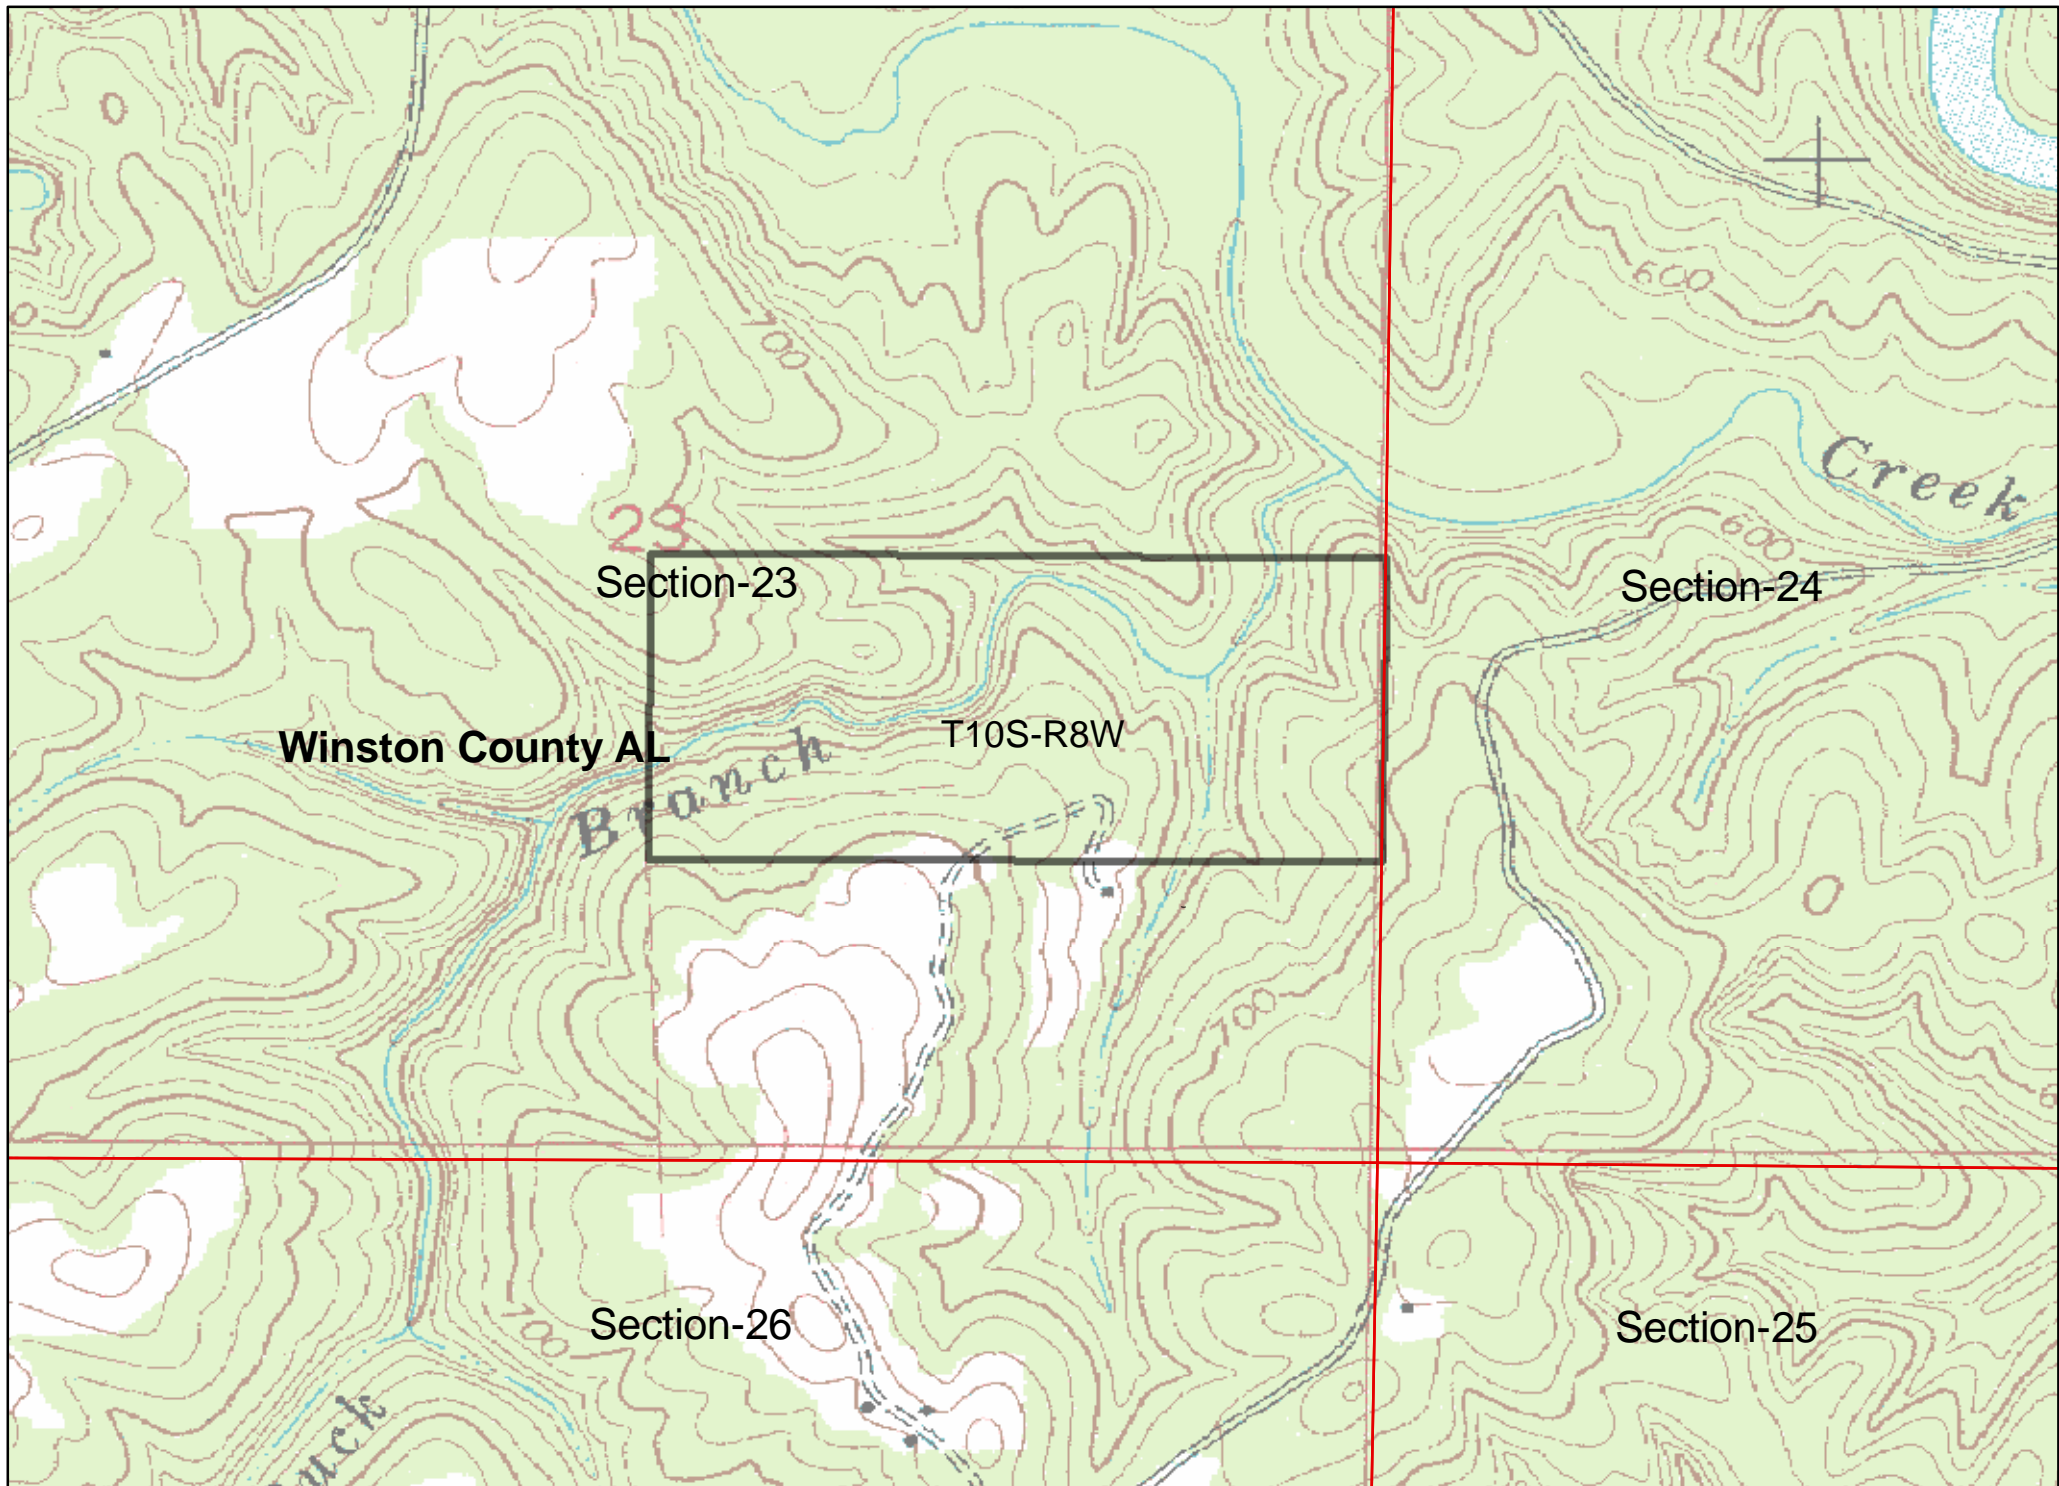 700
600
Creek
23
600
Section-23
Section-24
T10S-R8W
Winston County AL
Branch
700
700
Section-26
Section-25